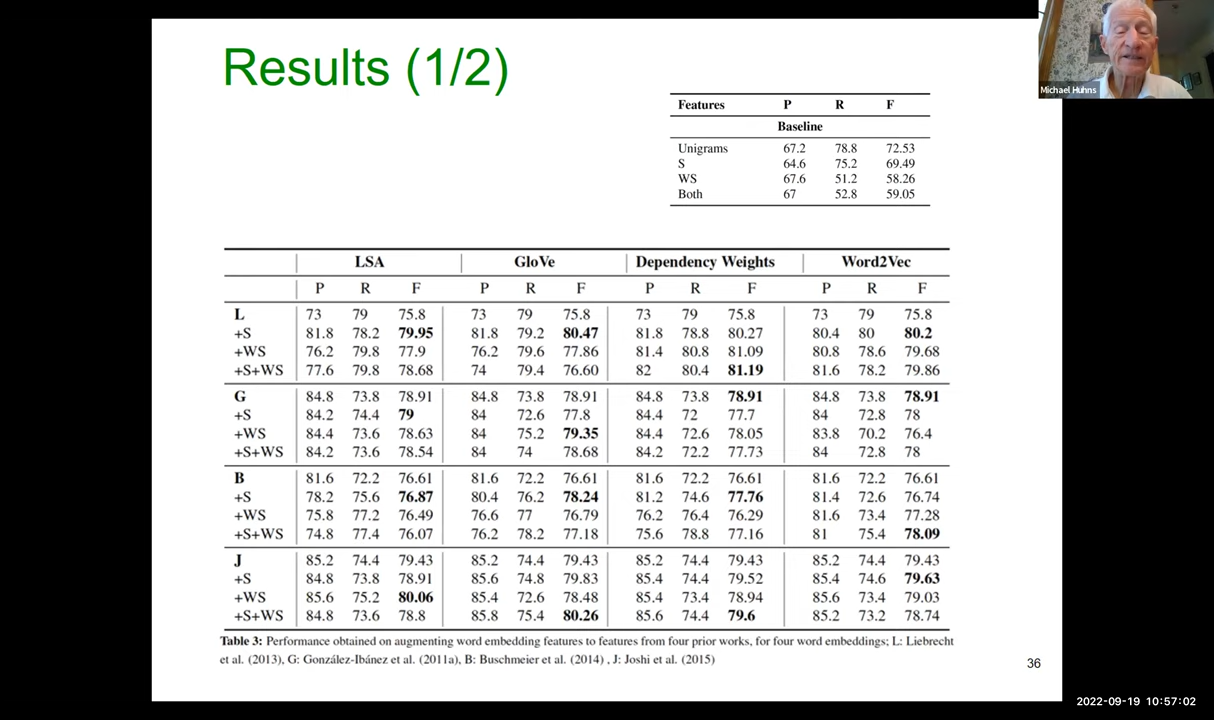 Results (1/2)
Michael Huhns
Features P R F
Baseline
Unigrams 67.2 78.8 72.53
S 64.6 75.2 69.49
WS 67.6 51.2 58.26
Both 67 52.8 59.05
LSA GloVe Dependency Weights Word2Vec
P R F P R F P R F P R F
L 73 79 75.8 73 79 75.8 73 79 75.8 73 79 75.8
+S 81.8 78.2 79.95 81.8 79.2 80.47 81.8 78.8 80.27 80.4 80 80.2
+WS 76.2 79.8 77.9 76.2 79.6 77.86 81.4 80.8 81.09 80.8 78.6 79.68
+S+WS 77.6 79.8 78.68 74 79.4 76.60 82 80.4 81.19 81.6 78.2 79.86
G 84.8 73.8 78.91 84.8 73.8 78.91 84.8 73.8 78.91 84.8 73.8 78.91
+S 84.2 74.4 79 84 72.6 77.8 84.4 72 77.7 84 72.8 78
+WS 84.4 73.6 78.63 84 75.2 79.35 84.4 72.6 78.05 83.8 70.2 76.4
+S+WS 84.2 73.6 78.54 84 74 78.68 84.2 72.2 77.73 84 72.8 78
B 81.6 72.2 76.61 81.6 72.2 76.61 81.6 72.2 76.61 81.6 72.2 76.61
+S 78.2 75.6 76.87 80.4 76.2 78.24 81.2 74.6 77.76 81.4 72.6 76.74
+WS 75.8 77.2 76.49 76.6 77 76.79 76.2 76.4 76.29 81.6 73.4 77.28
+S+WS 74.8 77.4 76.07 76.2 78.2 77.18 75.6 78.8 77.16 81 75.4 78.09
J 85.2 74.4 79.43 85.2 74.4 79.43 85.2 74.4 79.43 85.2 74.4 79.43
+S 84.8 73.8 78.91 85.6 74.8 79.83 85.4 74.4 79.52 85.4 74.6 79.63
+WS 85.6 75.2 80.06 85.4 72.6 78.48 85.4 73.4 78.94 85.6 73.4 79.03
+S+WS 84.8 73.6 78.8 85.8 75.4 80.26 85.6 74.4 79.6 85.2 73.2 78.74
Table 3: Performance obtained on augmenting word embedding features to features from four prior works, for four word embeddings; L: Liebrecht
et al. (2013), G: González-Ibánez et al. (2011a), B: Buschmeier et al. (2014) , J: Joshi et al. (2015)
36
2022-09-19 10:57:02